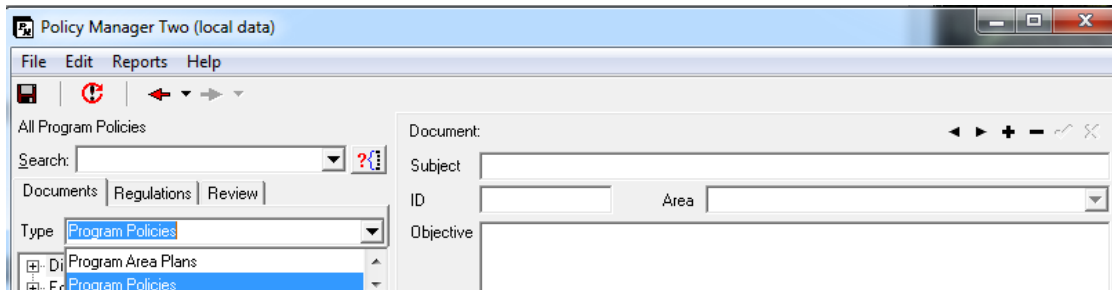 Policy Manager Two (local data)
File Edit Reports Help
All Program Policies
Document:
Search:
Subject
Documents Regulations Review
ID Area
Type Program Policies
Objective
Program Area Plans
Program Policies